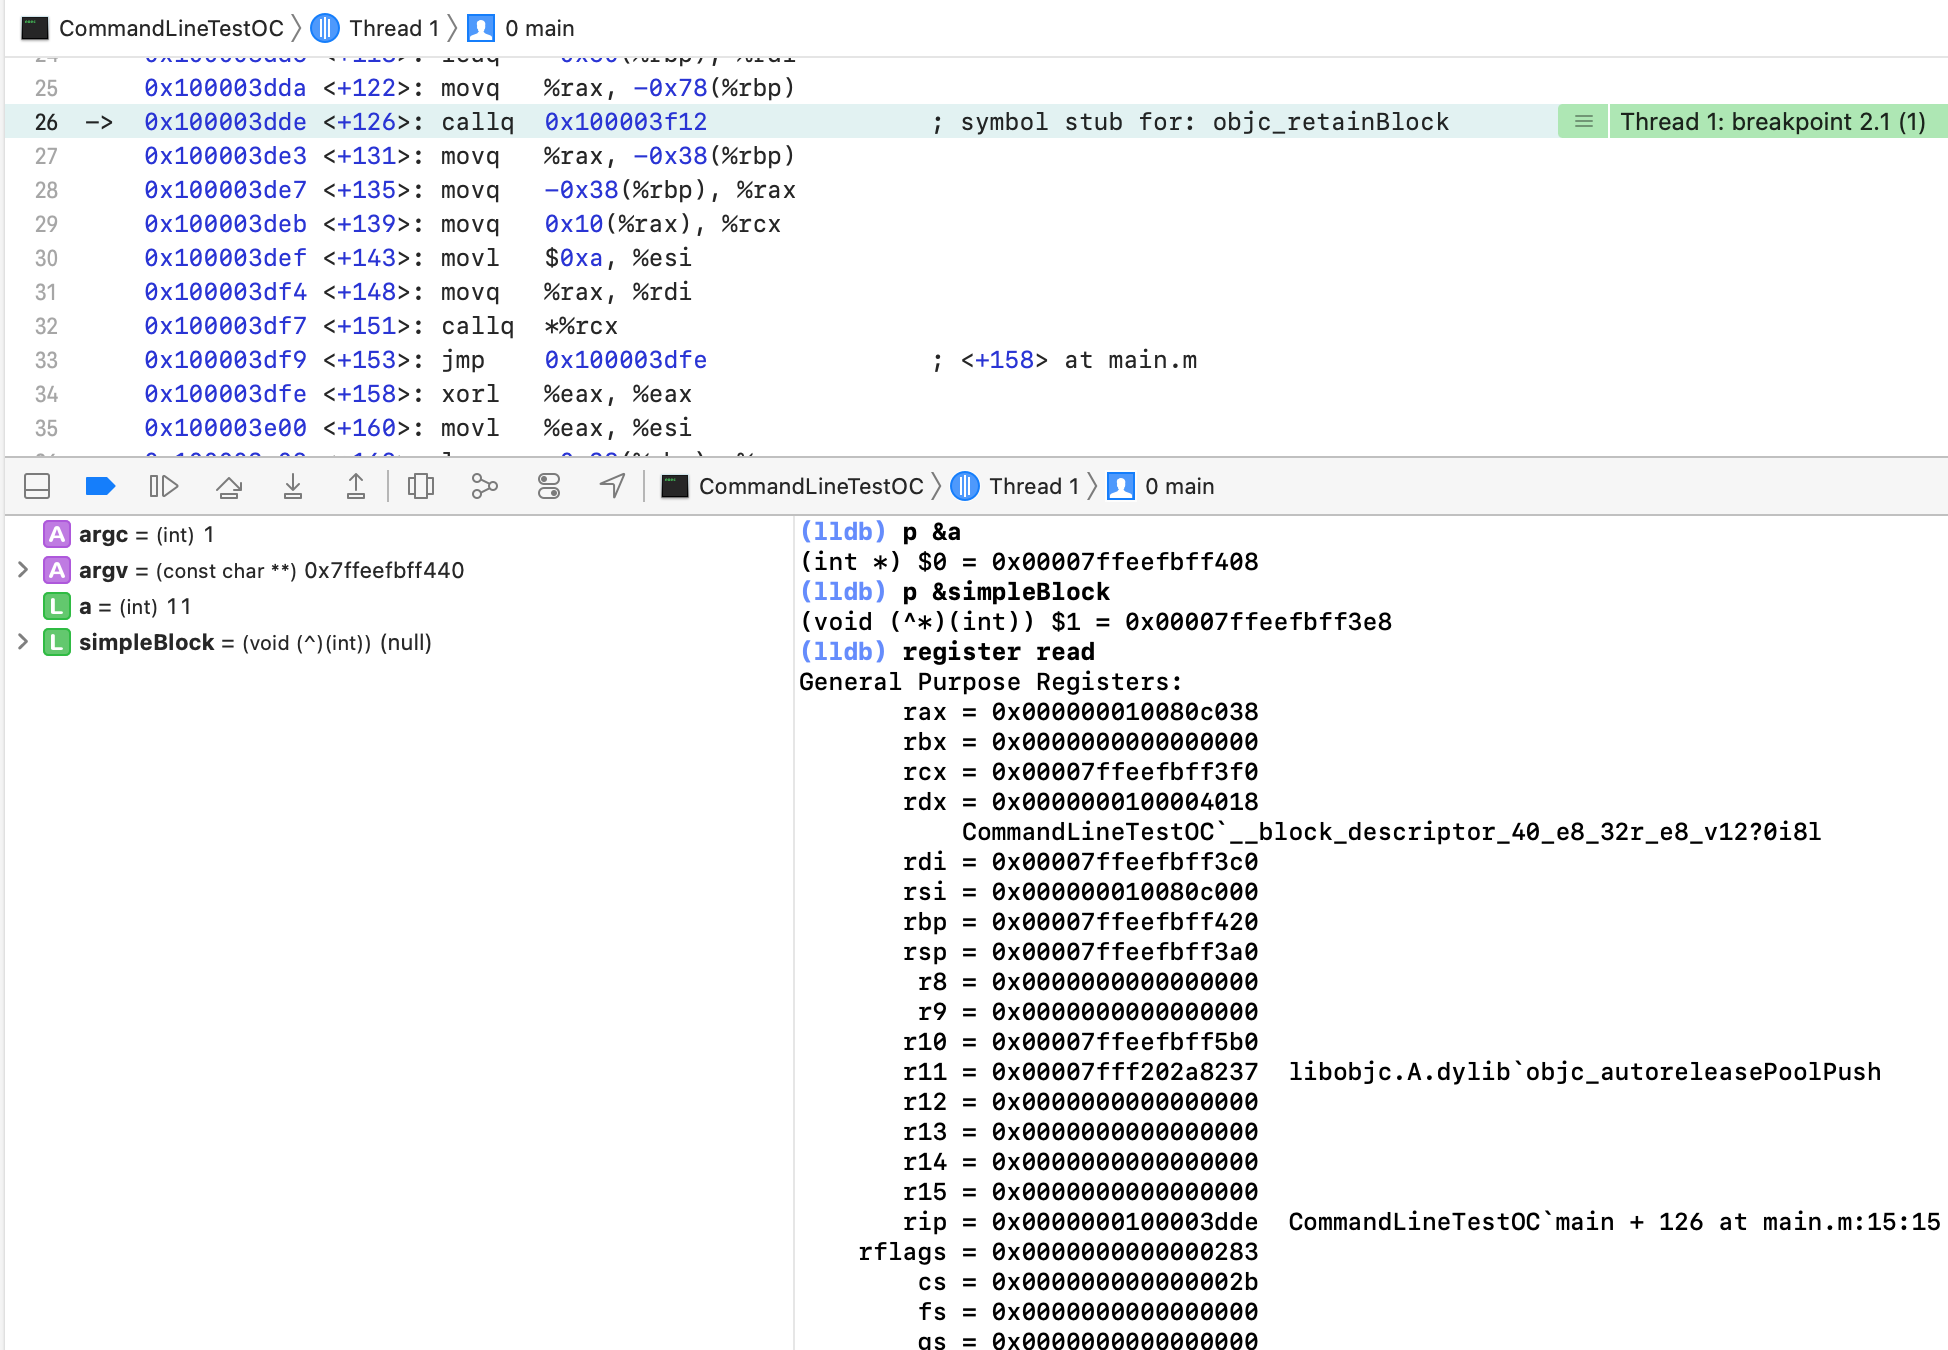 CommandLineTestOC 〉 Thread 1 〉 0 main
25 0x100003dda <+122>: movq %rax, -0x78(%rbp)
26 -> 0x100003dde <+126>: callq 0x100003f12 ; symbol stub for: objc_retainBlock Thread 1: breakpoint 2.1 (1)
27 0x100003de3 <+131>: movq %rax, -0x38(%rbp)
28 0x100003de7 <+135>: movq -0x38(%rbp), %rax
29 0x100003deb <+139>: movq 0x10(%rax), %rcx
30 0x100003def <+143>: movl $0xa, %esi
31 0x100003df4 <+148>: movq %rax, %rdi
32 0x100003df7 <+151>: callq *%rcx
33 0x100003df9 <+153>: jmp 0x100003dfe ; <+158> at main.m
34 0x100003dfe <+158>: xorl %eax, %eax
35 0x100003e00 <+160>: movl %eax, %esi
CommandLineTestOC 〉 Thread 1 〉 0 main
A argc = (int) 1
A argv = (const char **) 0x7ffeefbff440
L a = (int) 11
L simpleBlock = (void (^)(int)) (null)
(lldb) p &a
(int *) $0 = 0x00007ffeefbff408
(lldb) p &simpleBlock
(void (^*)(int)) $1 = 0x00007ffeefbff3e8
(lldb) register read
General Purpose Registers:
rax = 0x000000010080c038
rbx = 0x0000000000000000
rcx = 0x00007ffeefbff3f0
rdx = 0x0000000100004018
CommandLineTestOC`__block_descriptor_40_e8_32r_e8_v12?0i8l
rdi = 0x00007ffeefbff3c0
rsi = 0x000000010080c000
rbp = 0x00007ffeefbff420
rsp = 0x00007ffeefbff3a0
r8 = 0x0000000000000000
r9 = 0x0000000000000000
r10 = 0x00007ffeefbff5b0
r11 = 0x00007fff202a8237 libobjc.A.dylib`objc_autoreleasePoolPush
r12 = 0x0000000000000000
r13 = 0x0000000000000000
r14 = 0x0000000000000000
r15 = 0x0000000000000000
rip = 0x0000000100003dde CommandLineTestOC`main + 126 at main.m:15:15
rflags = 0x0000000000000283
cs = 0x000000000000002b
fs = 0x0000000000000000
gs = 0x0000000000000000